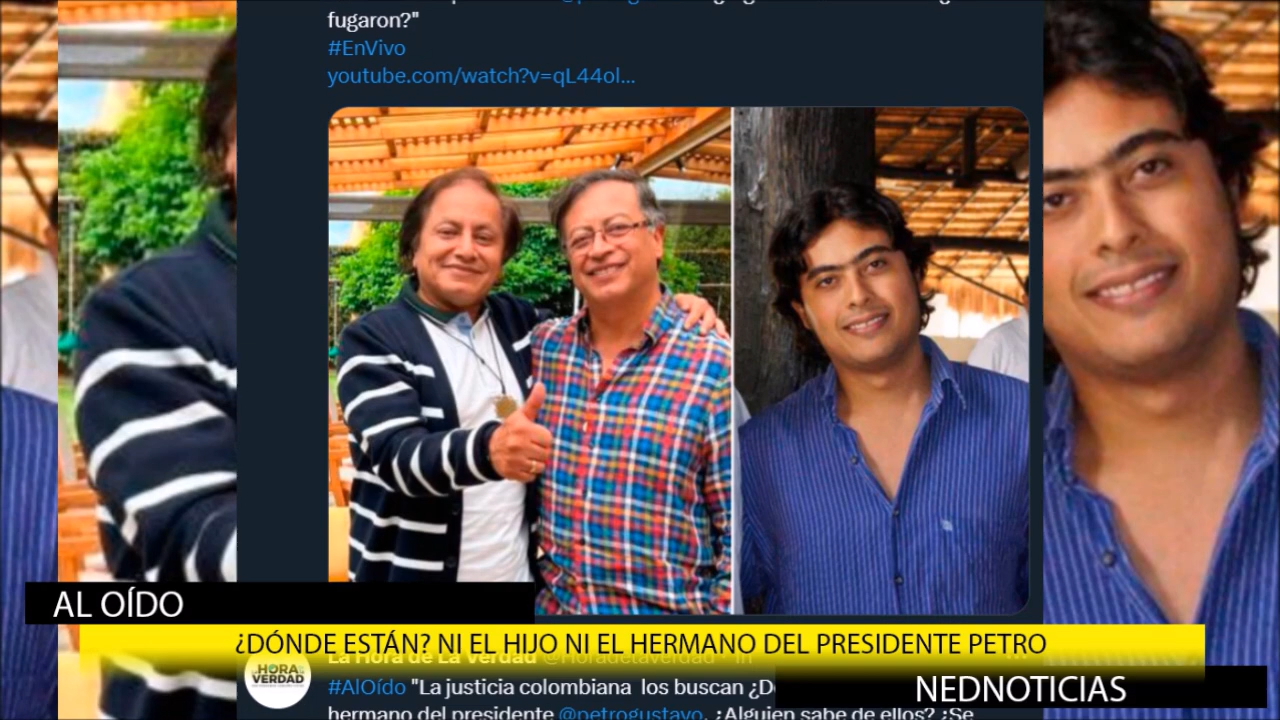 fugaron?"
#EnVivo
youtube.com/watch?v=qL44ol...
AL OÍDO
¿DÓNDE ESTÁN? NI EL HIJO NI EL HERMANO DEL PRESIDENTE PETRO
La Hora de La Verdad @HoradelaVerdad
HORA
VERDAD
#AlOído "La justicia colombiana los buscan ¿D
NEDNOTICIAS
hermano del presidente @petrogustavo. ¿Alguien sabe de ellos? ¿Se